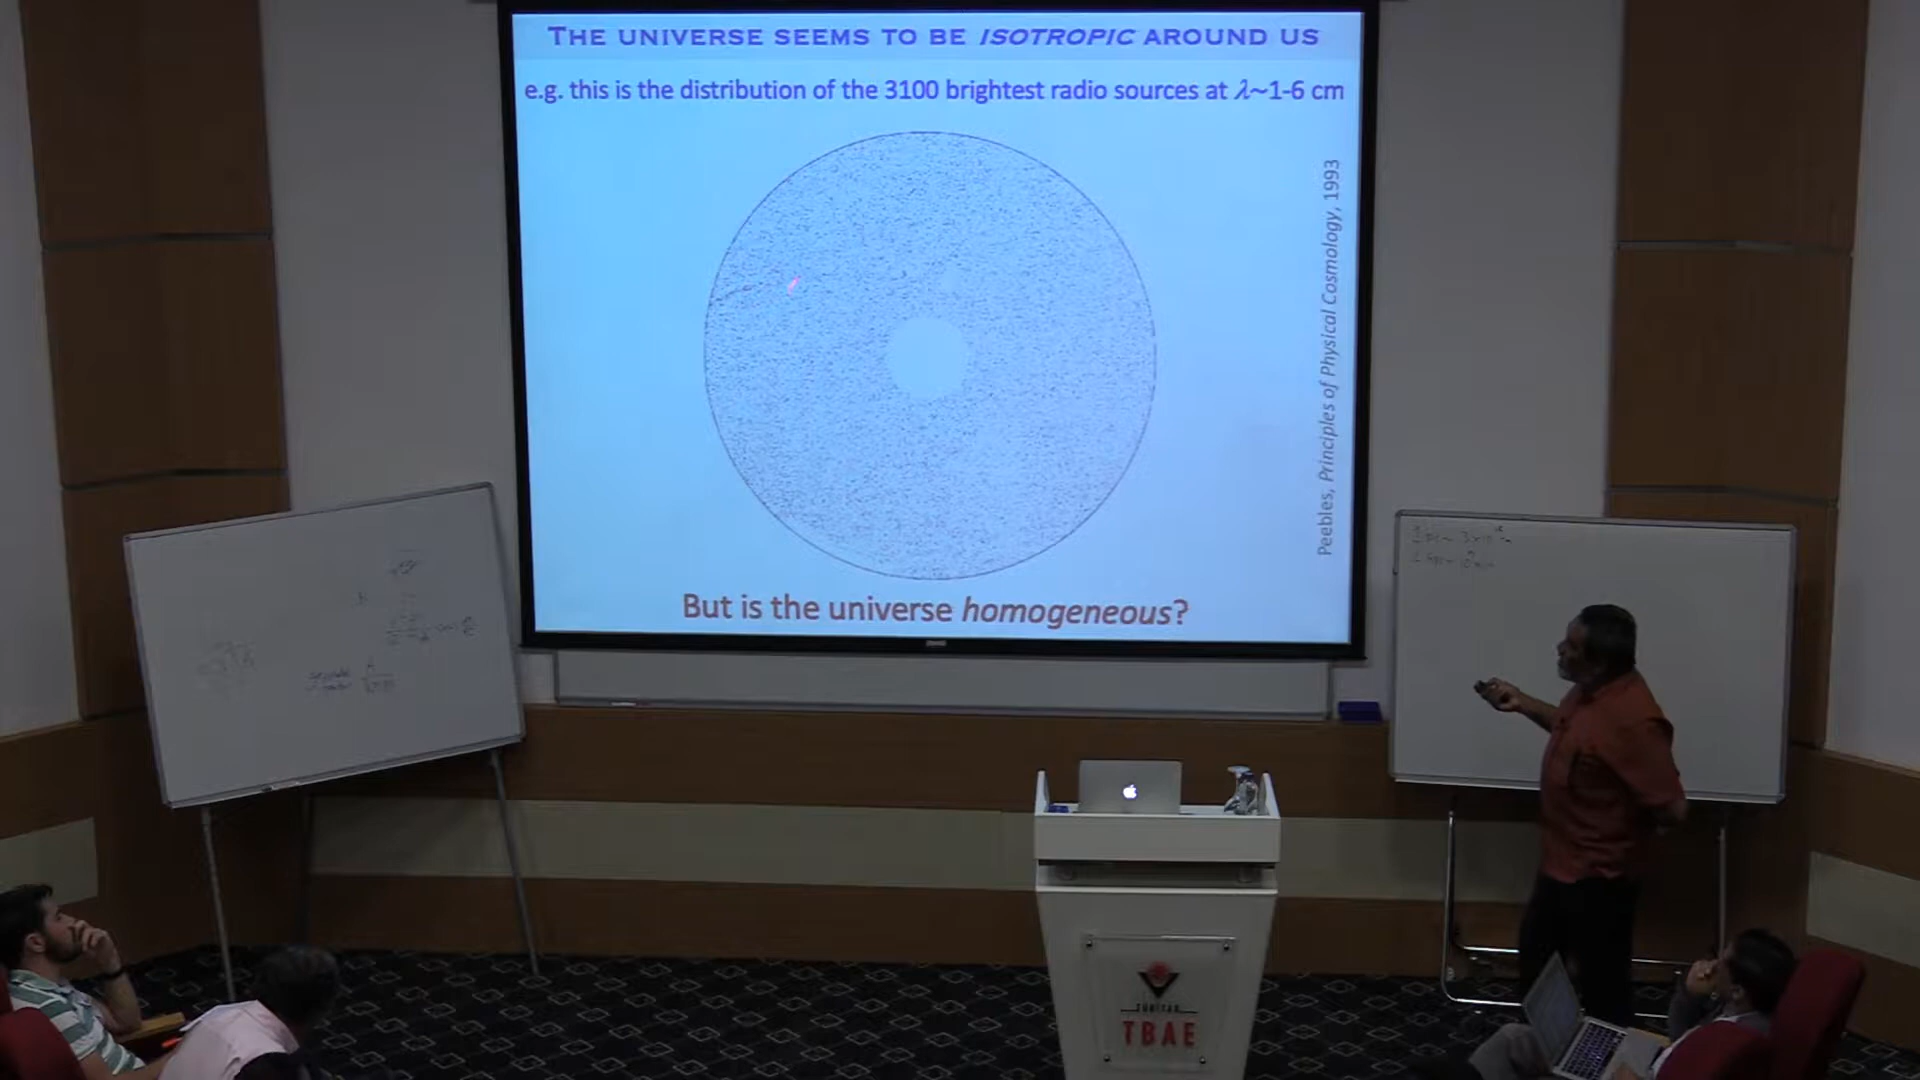 THE UNIVERSE SEEMS TO BE ISOTROPIC AROUND US
e.g. this is the distribution of the 3100 brightest radio sources at λ~1-6 cm
Peebles, Principles of Physical Cosmology, 1993
But is the universe homogeneous?
TÜBİTAK
TBAE